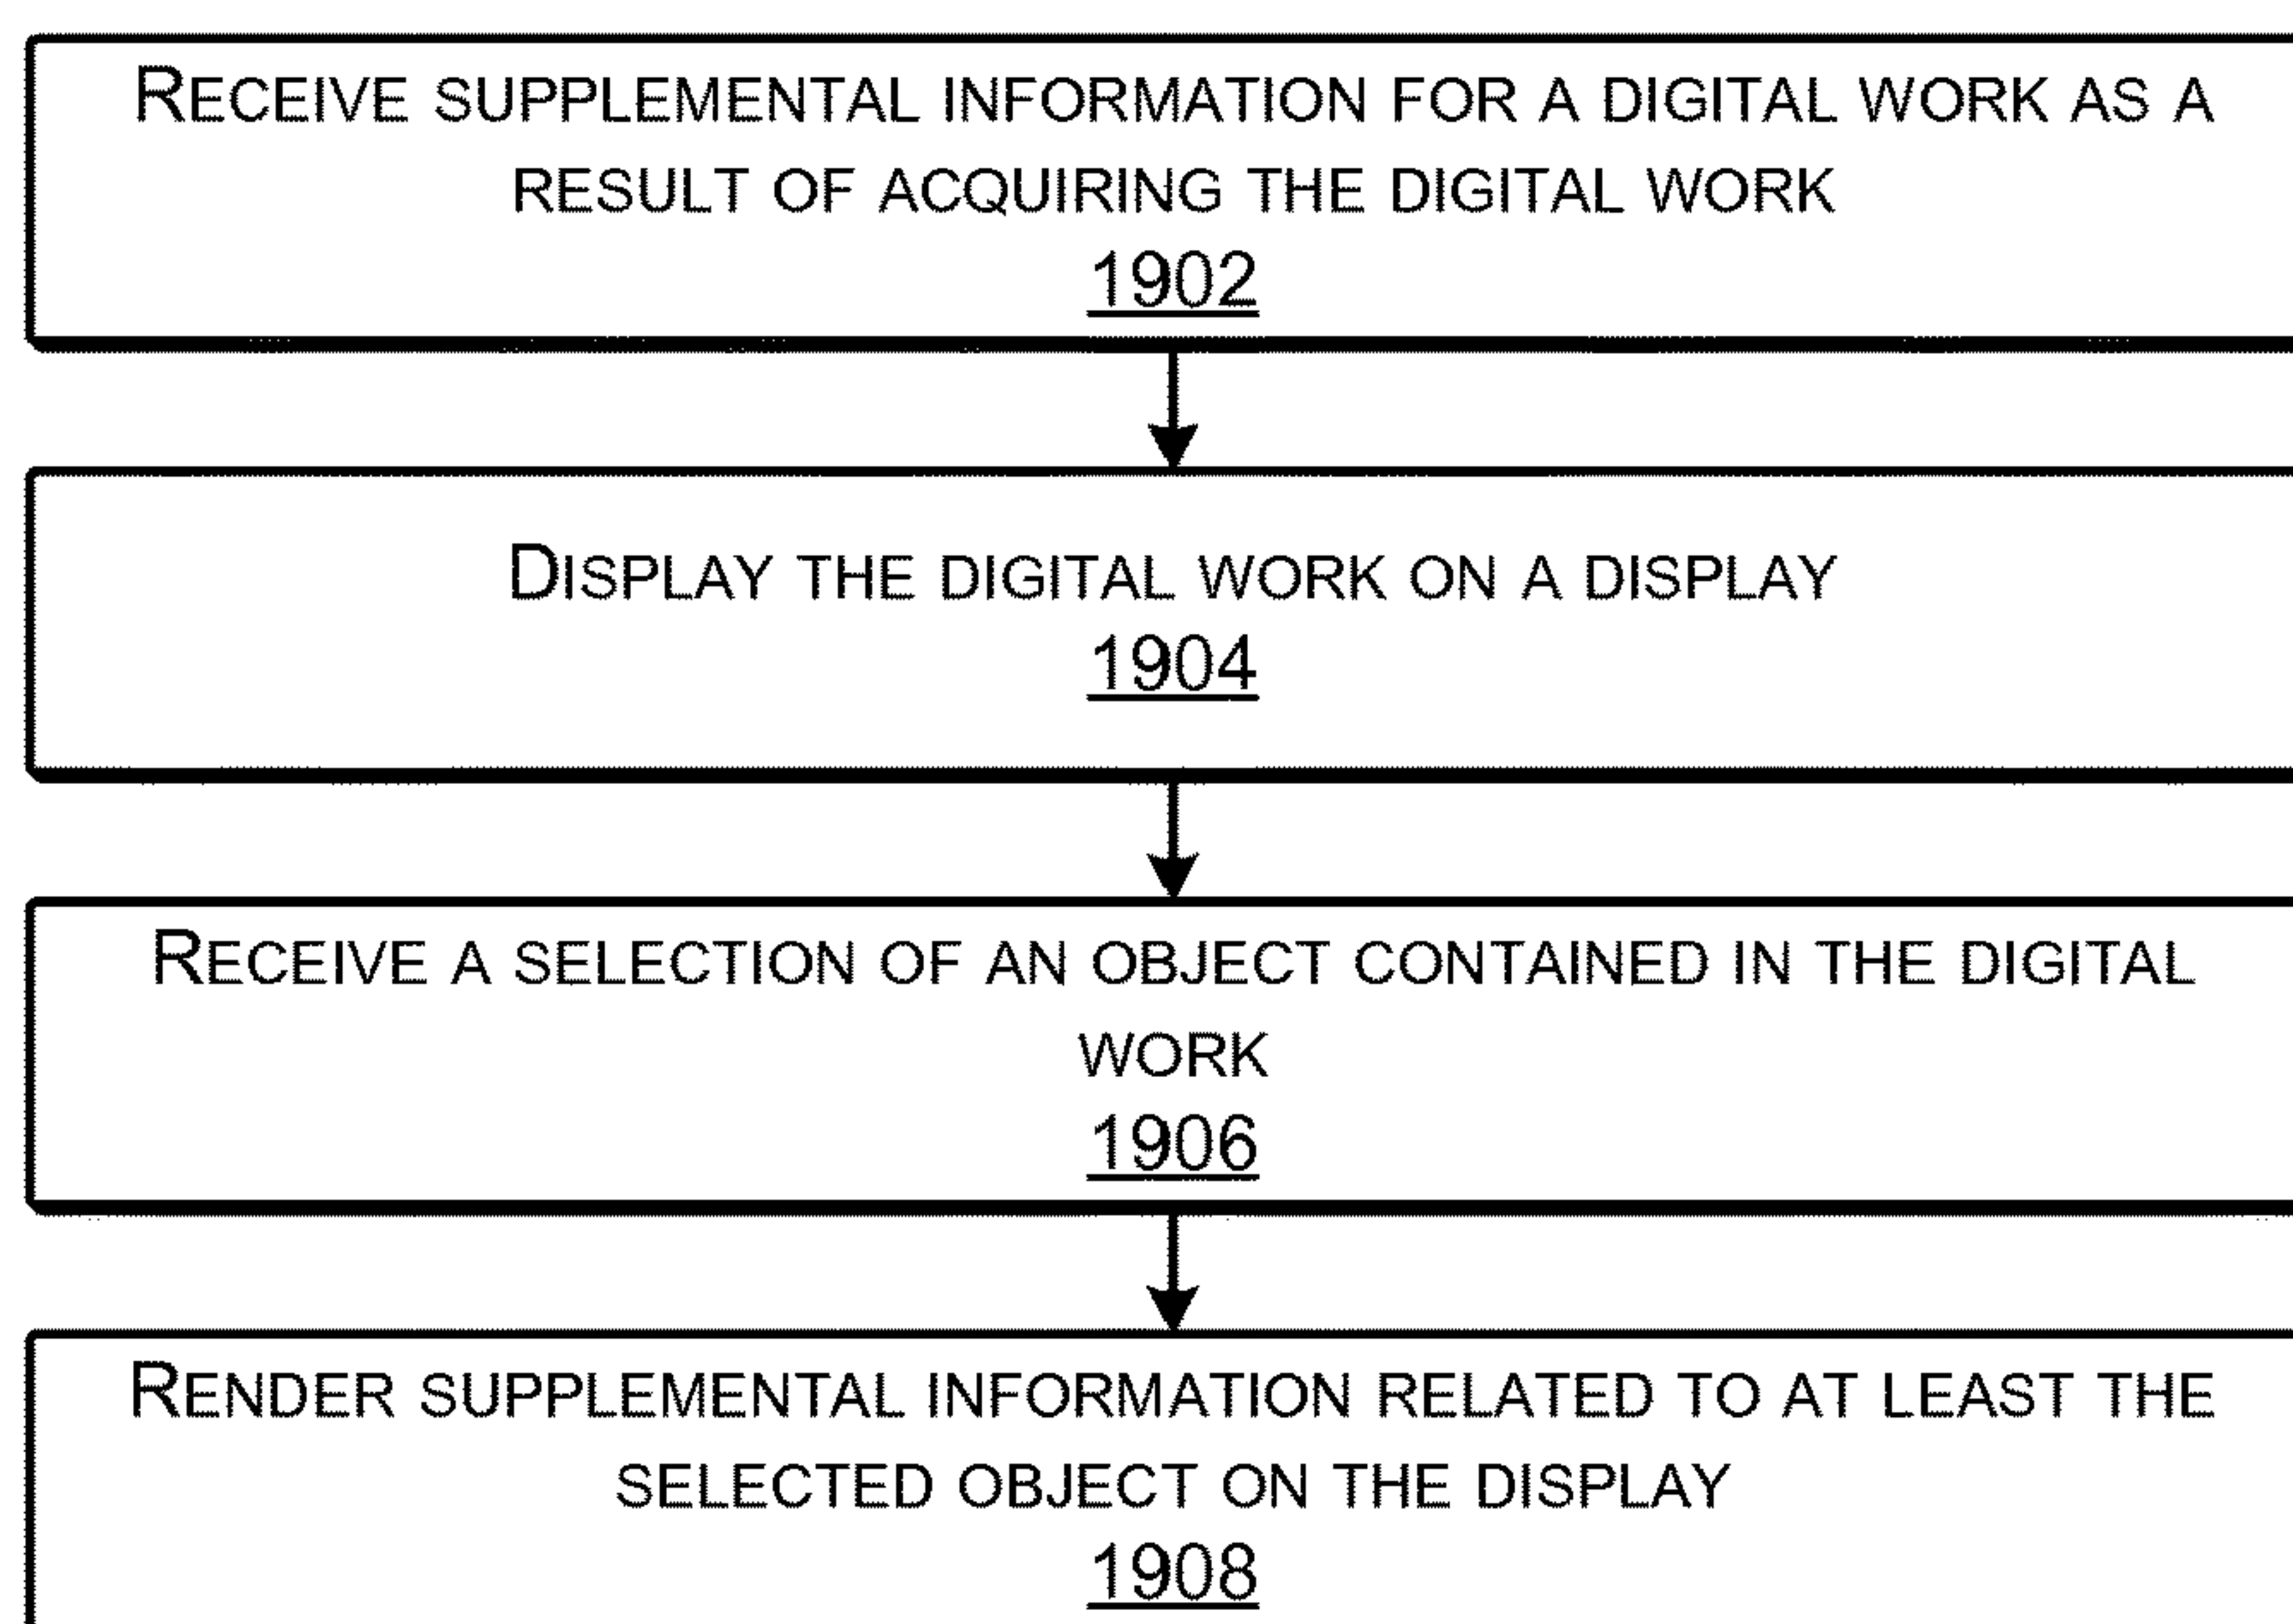 RECEIVE SUPPLEMENTAL INFORMATION FOR A DIGITAL WORK AS A
RESULT OF ACQUIRING THE DIGITAL WORK
1902
DISPLAY THE DIGITAL WORK ON A DISPLAY
1904
RECEIVE A SELECTION OF AN OBJECT CONTAINED IN THE DIGITAL
WORK
1906
RENDER SUPPLEMENTAL INFORMATION RELATED TO AT LEAST THE
SELECTED OBJECT ON THE DISPLAY
1908